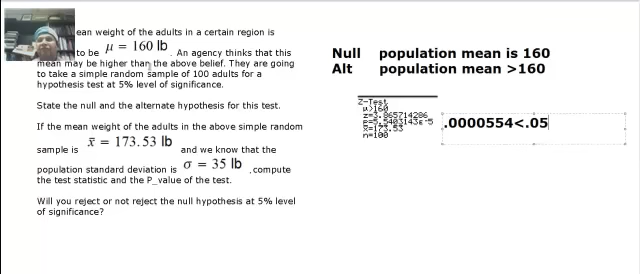 ean weight of the adults in a certain region is
to be μ = 160 lb . An agency thinks that this
mean may be higher than the above belief. They are going
to take a simple random sample of 100 adults for a
hypothesis test at 5% level of significance.
State the null and the alternate hypothesis for this test.
If the mean weight of the adults in the above simple random
sample is x̄ = 173.53 lb and we know that the
population standard deviation is σ = 35 lb ,compute
the test statistic and the P_value of the test.
Will you reject or not reject the null hypothesis at 5% level
of significance?
Null population mean is 160
Alt population mean >160
Z-Test
μ>160
z=3.865714286
p=5.5403143E-5
x̄=173.53
n=100
.0000554<.05